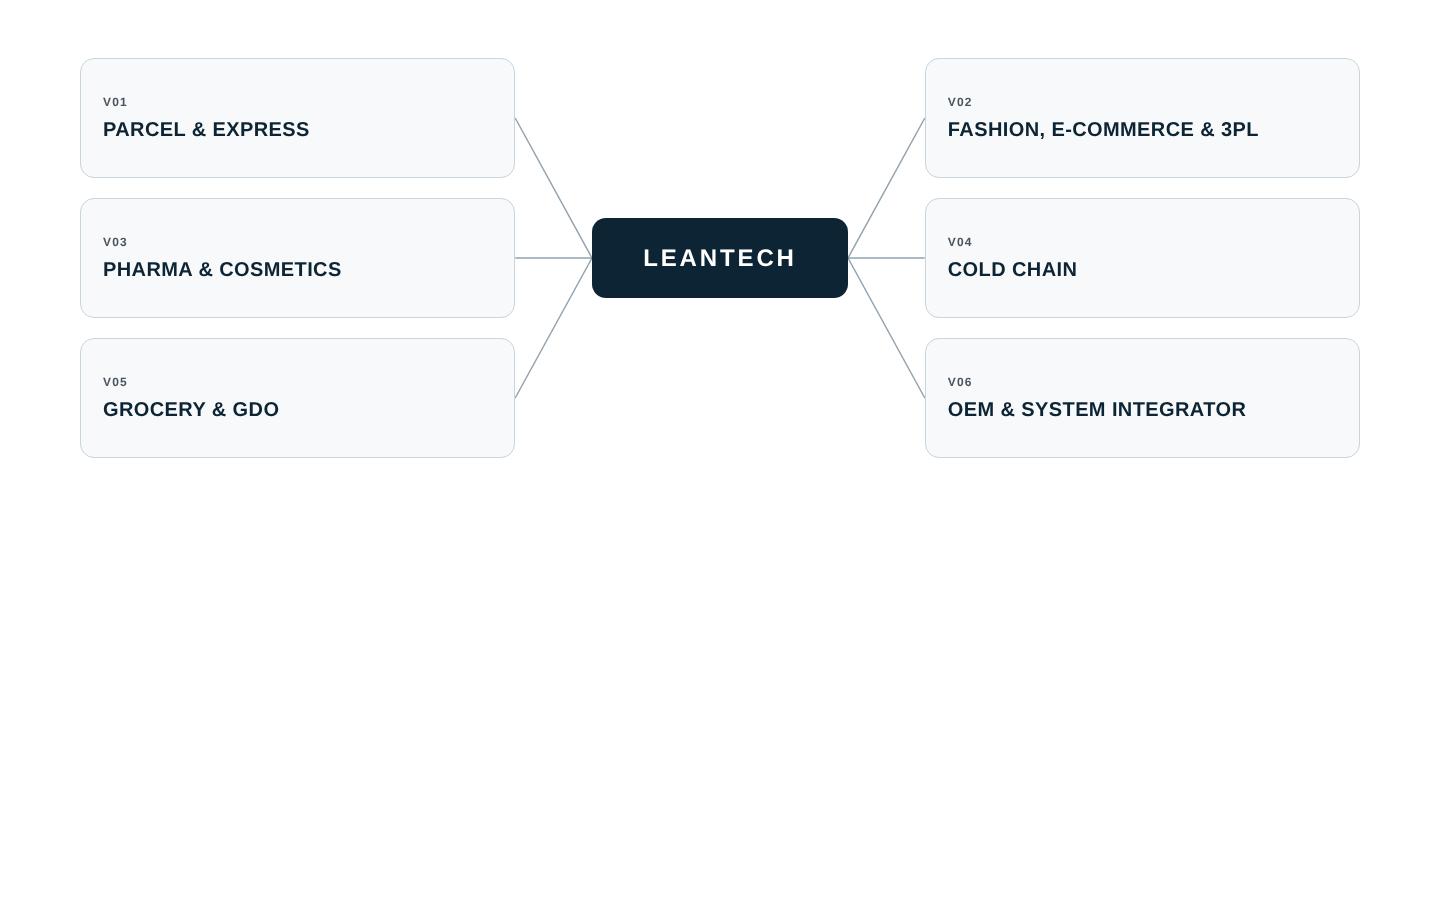 V01
PARCEL & EXPRESS
V02
FASHION, E-COMMERCE & 3PL
V03
PHARMA & COSMETICS
LEANTECH
V04
COLD CHAIN
V05
GROCERY & GDO
V06
OEM & SYSTEM INTEGRATOR